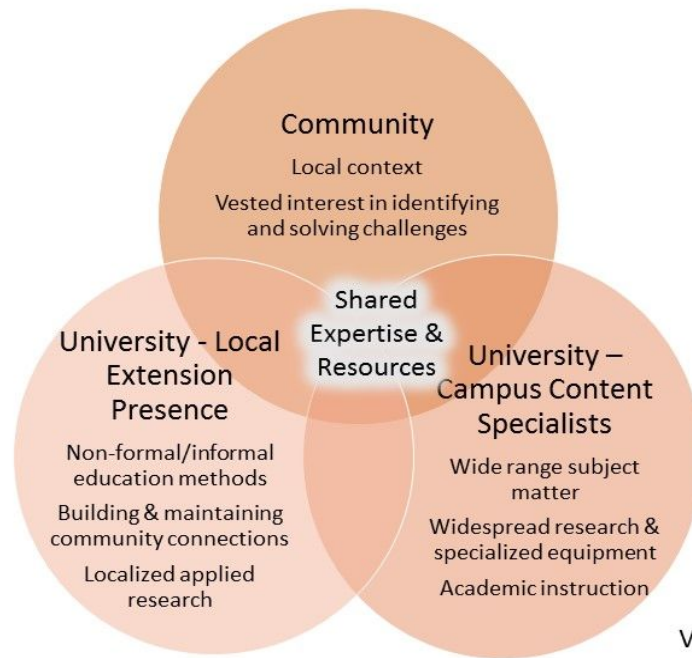 Community
Local context
Vested interest in identifying
and solving challenges
Shared
Expertise &
Resources
University - Local
Extension
Presence
Non-formal/informal
education methods
Building & maintaining
community connections
Localized applied
research
University –
Campus Content
Specialists
Wide range subject
matter
Widespread research &
specialized equipment
Academic instruction
V